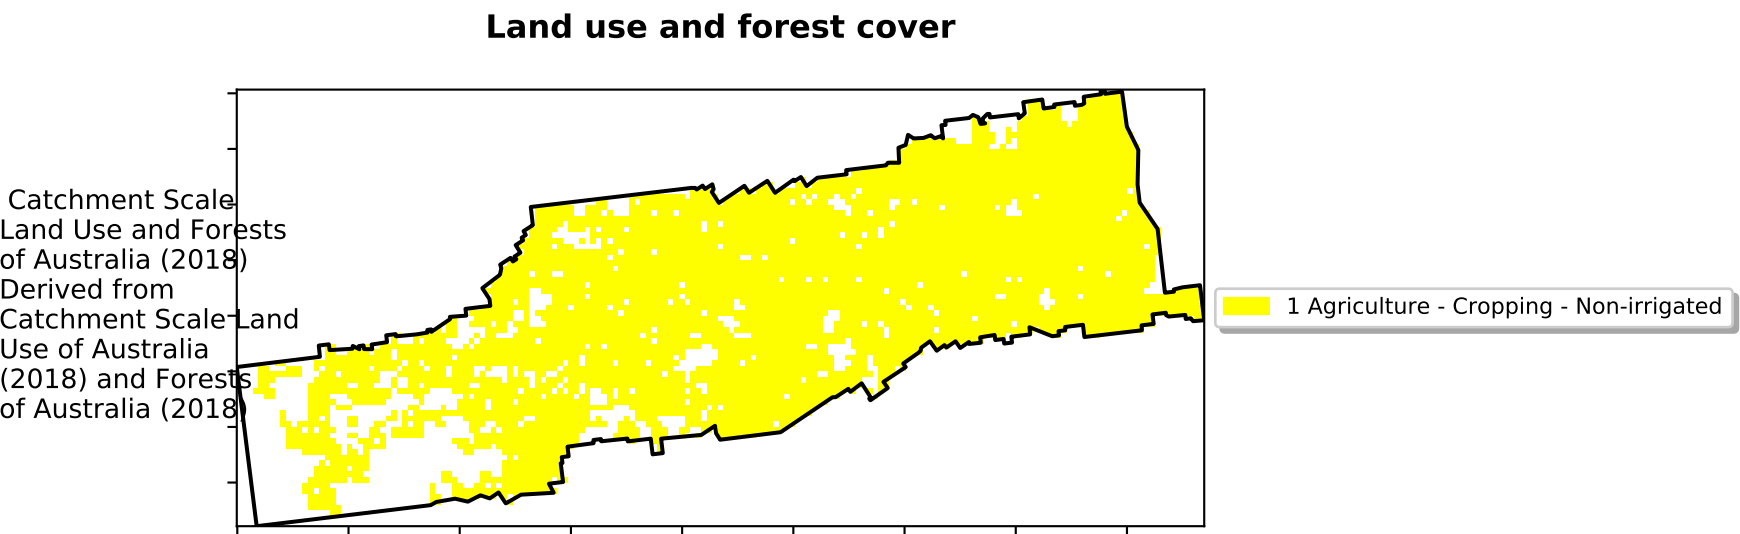 Land use and forest cover
Catchment Scale
Land Use and Forests
of Australia (2018)
Derived from
Catchment Scale Land
Use of Australia
(2018) and Forests
of Australia (2018)
1 Agriculture - Cropping - Non-irrigated